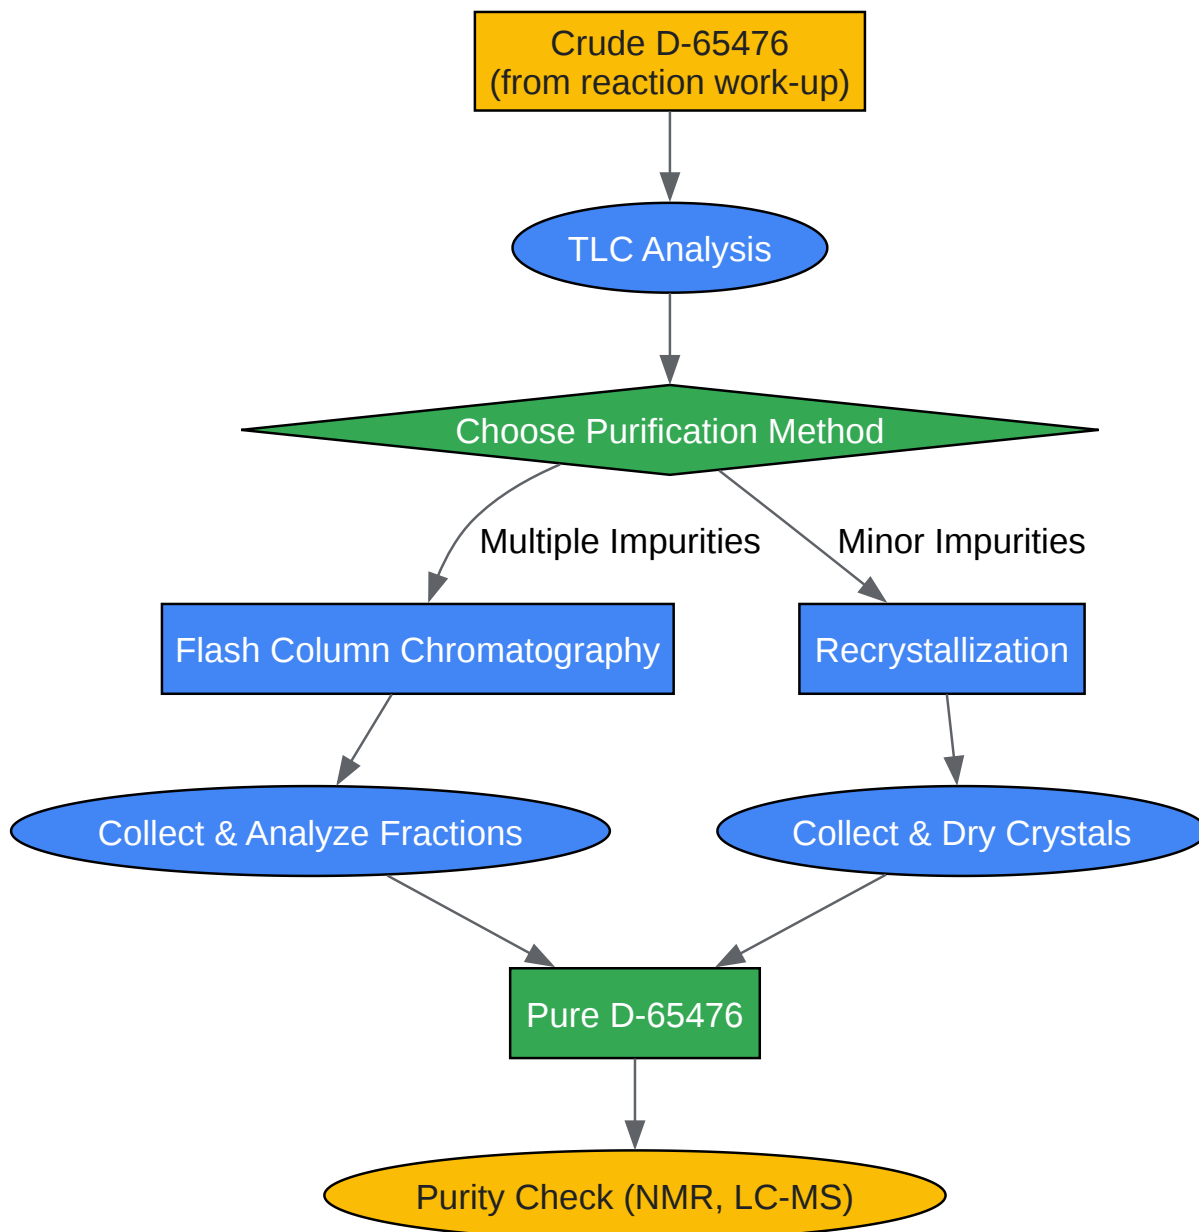 Crude D-65476
(from reaction work-up)
TLC Analysis
Choose Purification Method
Multiple Impurities
Minor Impurities
Flash Column Chromatography
Recrystallization
Collect & Analyze Fractions
Collect & Dry Crystals
Pure D-65476
Purity Check (NMR, LC-MS)